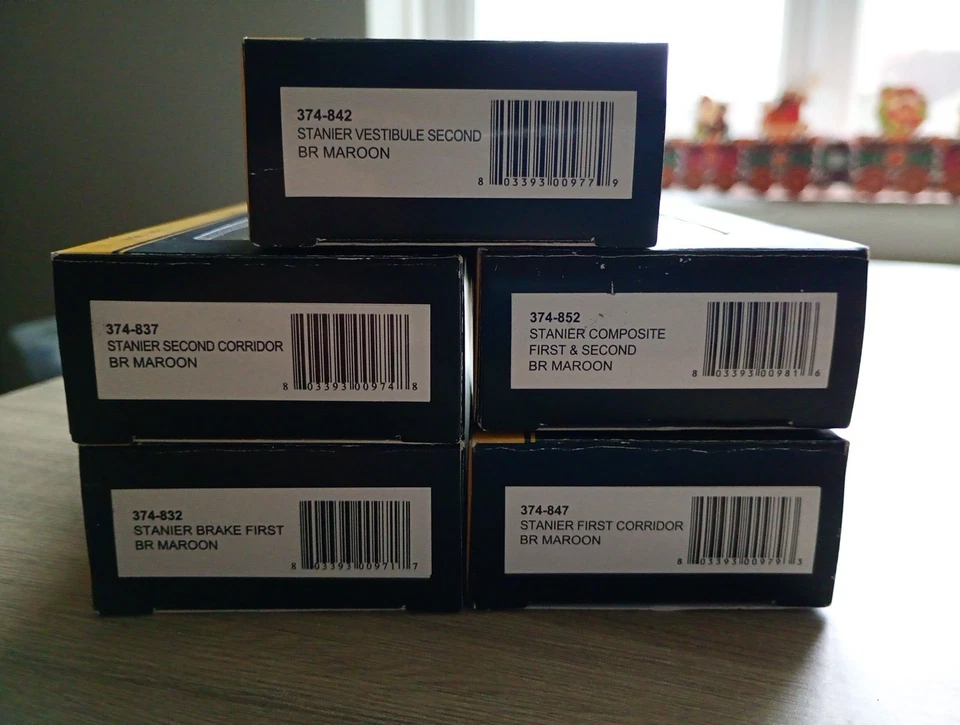 374-842
STANIER VESTIBULE SECOND
BR MAROON
8 03393 00977 9
374-837
STANIER SECOND CORRIDOR
BR MAROON
8 03393 00974 8
374-852
STANIER COMPOSITE
FIRST & SECOND
BR MAROON
8 03393 00981 6
374-832
STANIER BRAKE FIRST
BR MAROON
8 03393 00971 7
374-847
STANIER FIRST CORRIDOR
BR MAROON
8 03393 00979 3